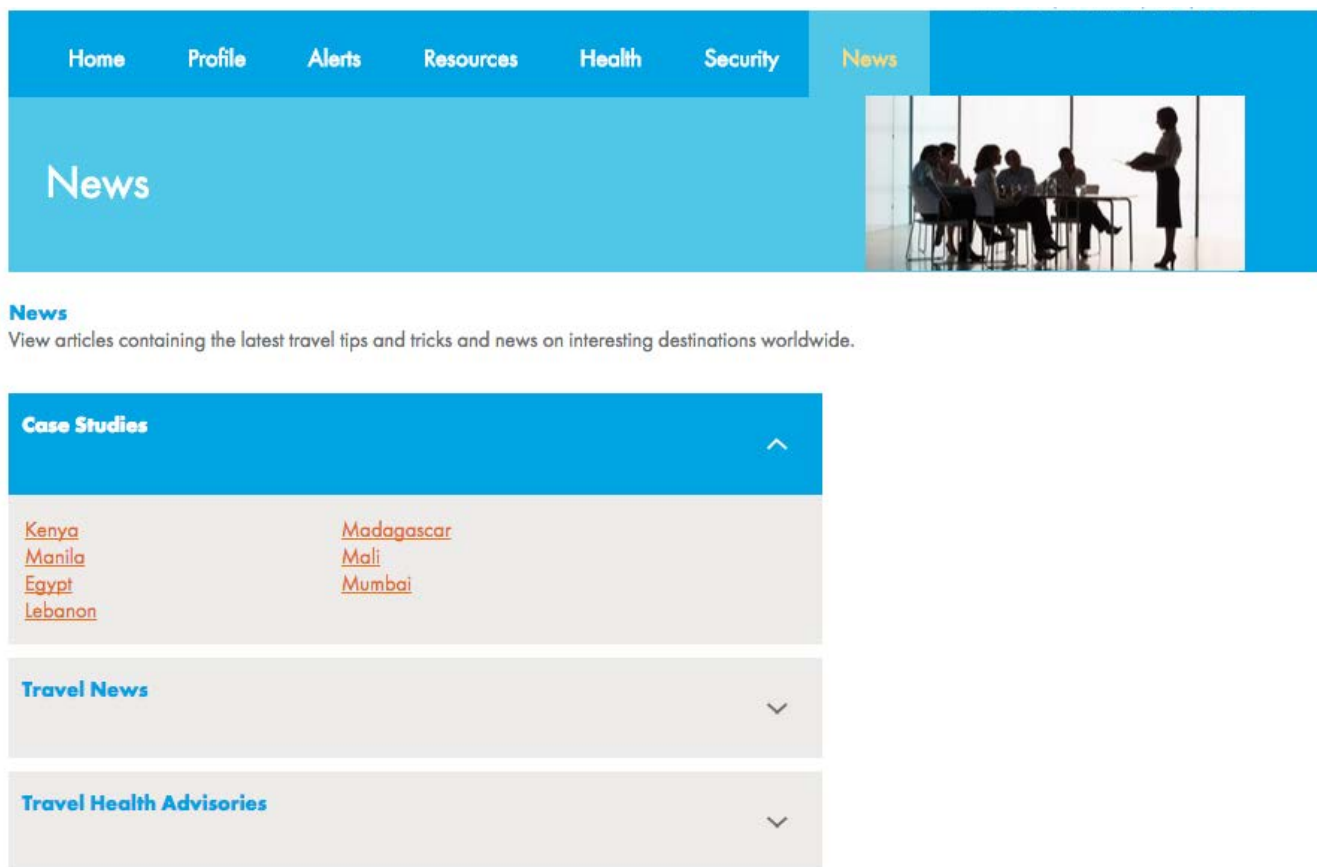 Home Profile Alerts Resources Health Security News
News
News
View articles containing the latest travel tips and tricks and news on interesting destinations worldwide.
Case Studies
Kenya Madagascar
Manila Mali
Egypt Mumbai
Lebanon
Travel News
Travel Health Advisories